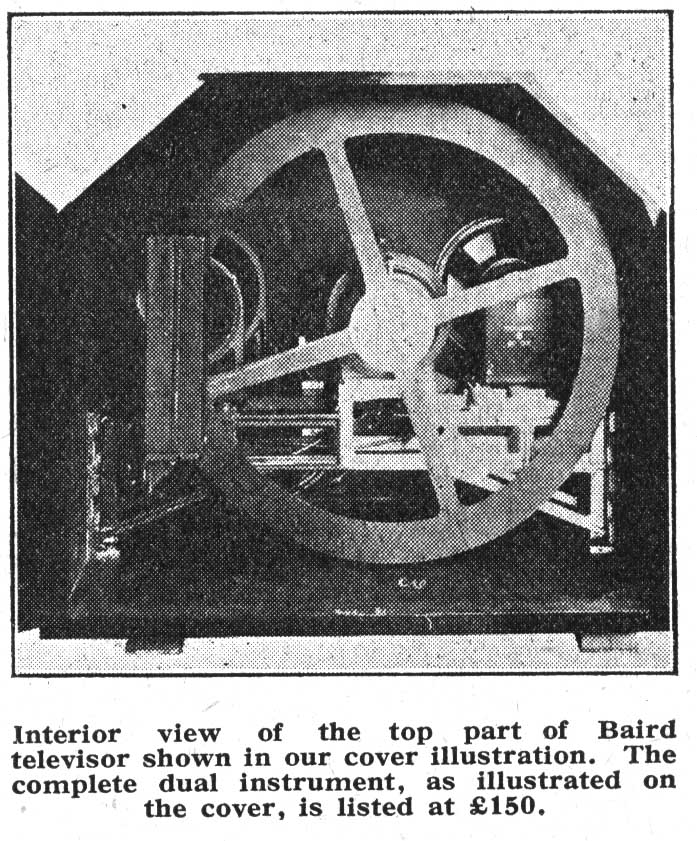 Interior view of the top part of Baird
televisor shown in our cover illustration. The
complete dual instrument, as illustrated on
the cover, is listed at £150.